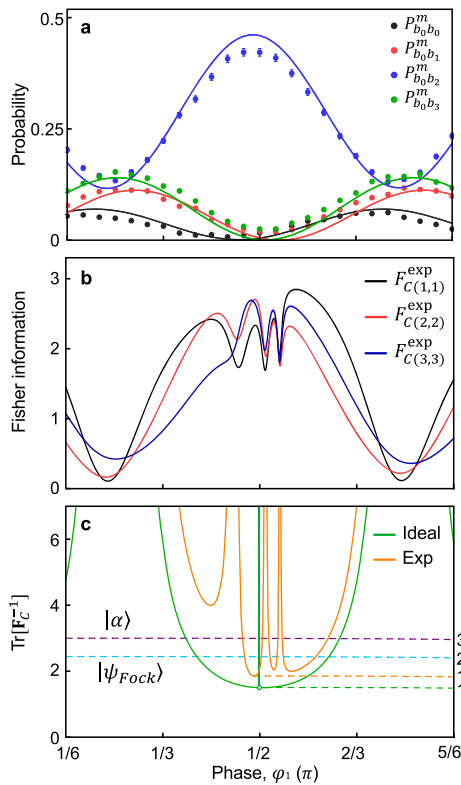 a
0.5
0.25
0
Probability
P^m_{b_0b_0}
P^m_{b_0b_1}
P^m_{b_0b_2}
P^m_{b_0b_3}
b
3
2
1
0
Fisher information
F^{exp}_{C(1,1)}
F^{exp}_{C(2,2)}
F^{exp}_{C(3,3)}
c
6
4
2
0
Tr[F_C^{-1}]
Ideal
Exp
|α⟩
|ψ_{Fock}⟩
1/6 1/3 1/2 2/3 5/6
Phase, φ_1 (π)